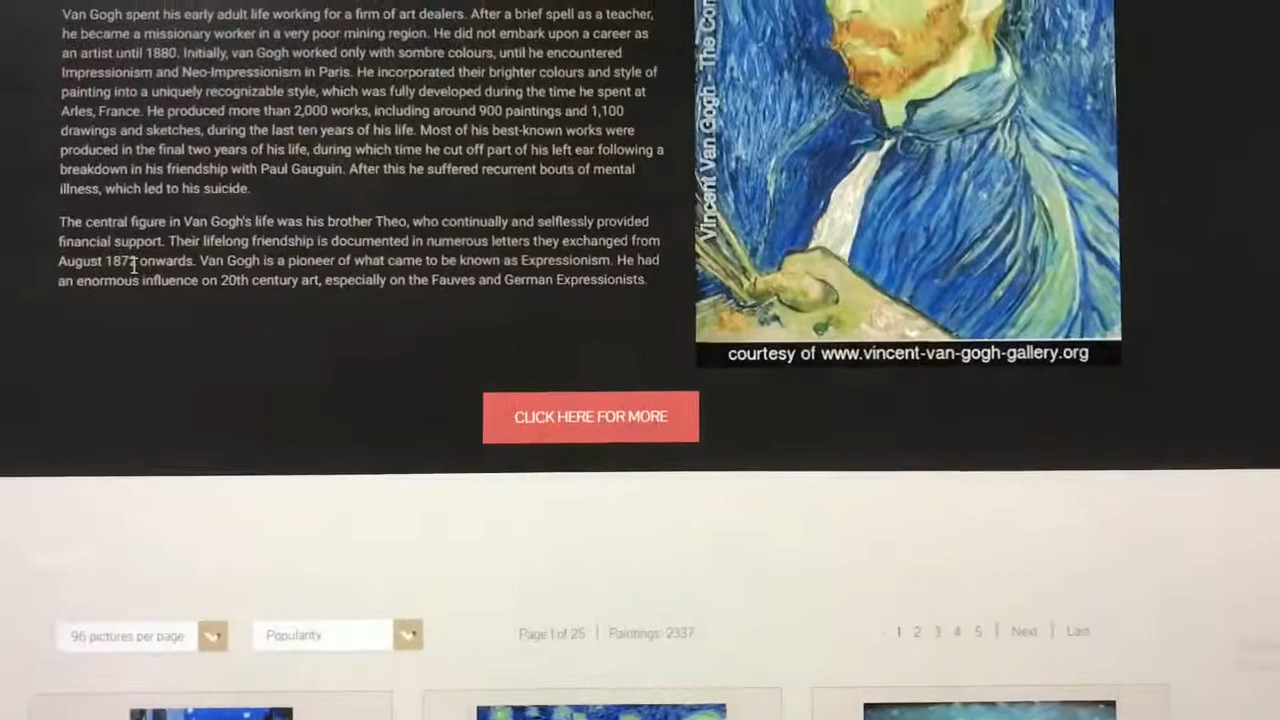 Van Gogh spent his early adult life working for a firm of art dealers. After a brief spell as a teacher,
he became a missionary worker in a very poor mining region. He did not embark upon a career as
an artist until 1880. Initially, van Gogh worked only with sombre colours, until he encountered
Impressionism and Neo-Impressionism in Paris. He incorporated their brighter colours and style of
painting into a uniquely recognizable style, which was fully developed during the time he spent at
Arles, France. He produced more than 2,000 works, including around 900 paintings and 1,100
drawings and sketches, during the last ten years of his life. Most of his best-known works were
produced in the final two years of his life, during which time he cut off part of his left ear following a
breakdown in his friendship with Paul Gauguin. After this he suffered recurrent bouts of mental
illness, which led to his suicide.
The central figure in Van Gogh's life was his brother Theo, who continually and selflessly provided
financial support. Their lifelong friendship is documented in numerous letters they exchanged from
August 1872 onwards. Van Gogh is a pioneer of what came to be known as Expressionism. He had
an enormous influence on 20th century art, especially on the Fauves and German Expressionists.
Vincent Van Gogh - The
courtesy of www.vincent-van-gogh-gallery.org
CLICK HERE FOR MORE
96 pictures per page
Popularity
Page 1 of 25 | Paintings: 2337
1 2 3 4 5 | Next | Last